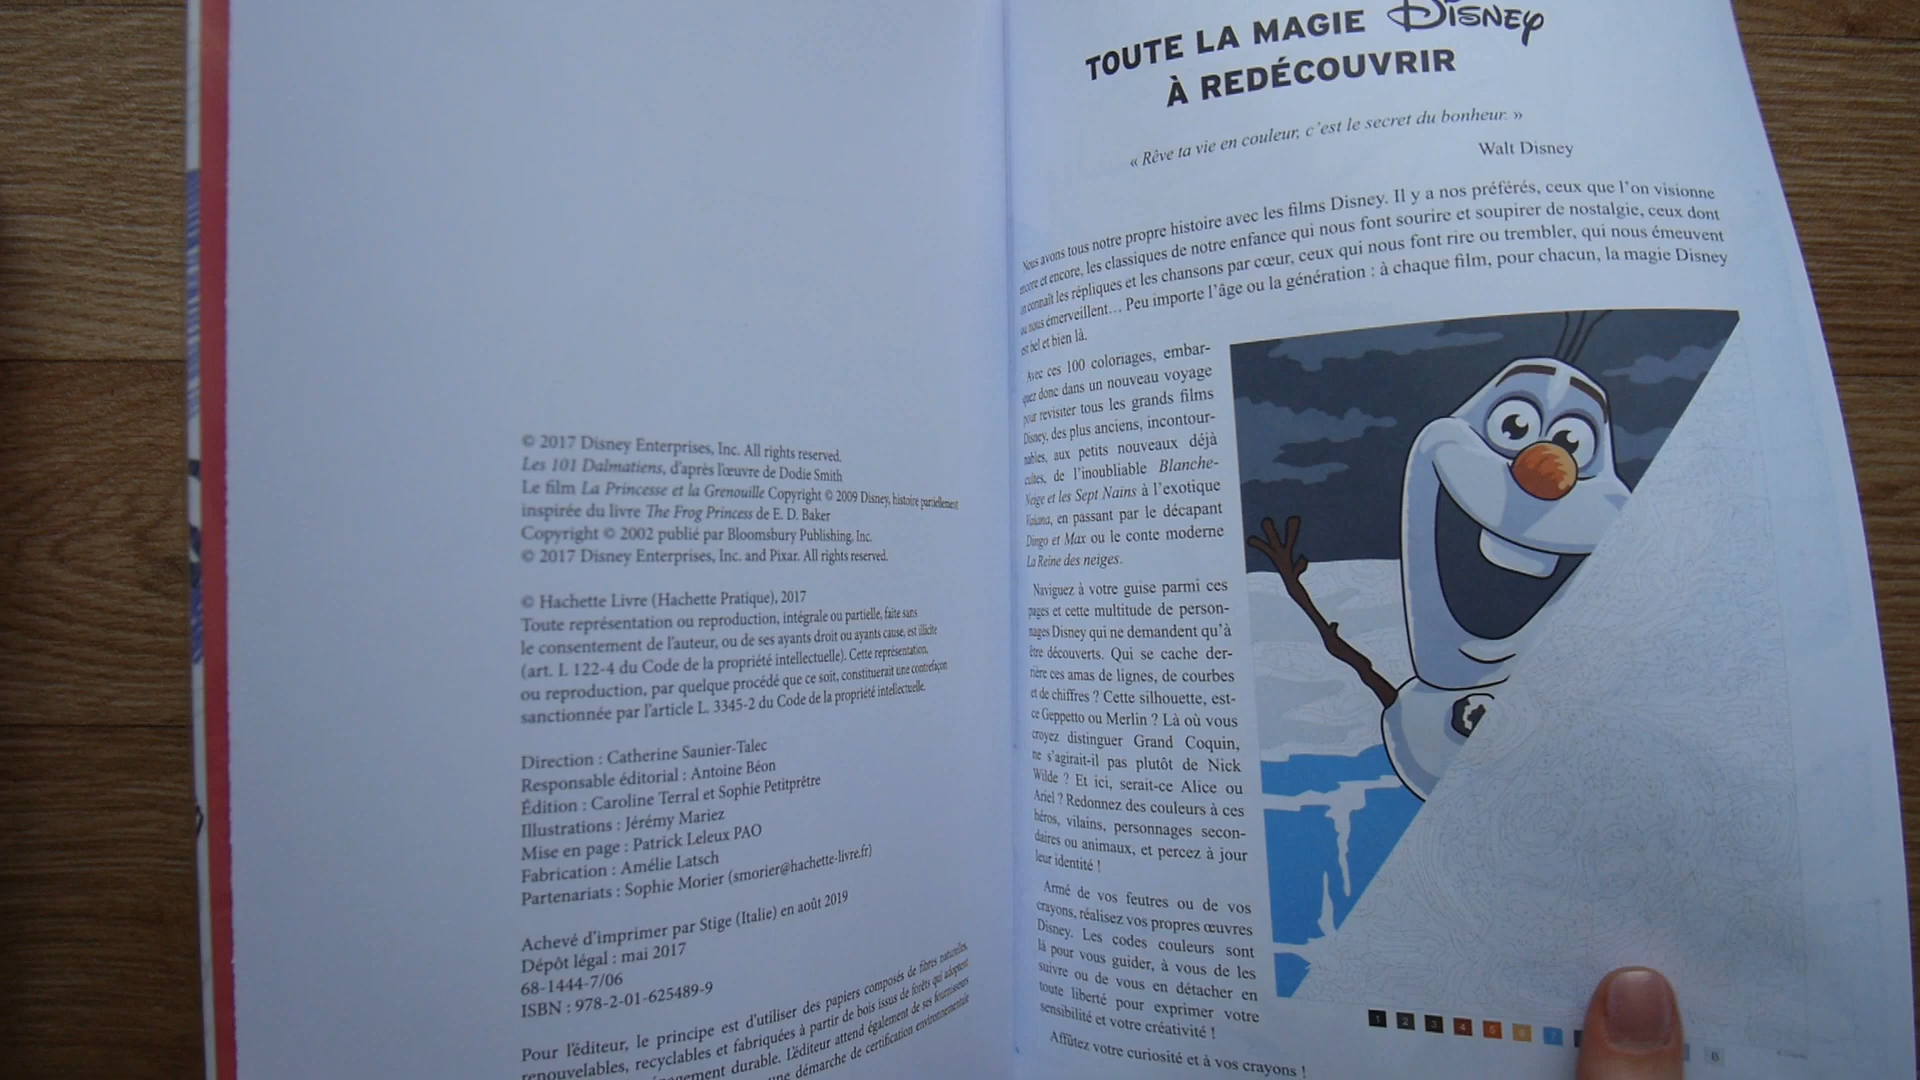 © 2017 Disney Enterprises, Inc. All rights reserved.
Les 101 Dalmatiens, d'après l'œuvre de Dodie Smith
Le film La Princesse et la Grenouille Copyright © 2009 Disney, histoire partiellement
inspirée du livre The Frog Princess de E. D. Baker
Copyright © 2002 publié par Bloomsbury Publishing, Inc.
© 2017 Disney Enterprises, Inc. and Pixar. All rights reserved.
© Hachette Livre (Hachette Pratique), 2017
Toute représentation ou reproduction, intégrale ou partielle, faite sans
le consentement de l'auteur, ou de ses ayants droit ou ayants cause, est illicite
(art. L 122-4 du Code de la propriété intellectuelle). Cette représentation,
ou reproduction, par quelque procédé que ce soit, constituerait une contrefaçon
sanctionnée par l'article L. 3345-2 du Code de la propriété intellectuelle.
Direction : Catherine Saunier-Talec
Responsable éditorial : Antoine Béon
Édition : Caroline Terral et Sophie Petitprêtre
Illustrations : Jérémy Mariez
Mise en page : Patrick Leleux PAO
Fabrication : Amélie Latsch
Partenariats : Sophie Morier (smorier@hachette-livre.fr)
Achevé d'imprimer par Stige (Italie) en août 2019
Dépôt légal : mai 2017
68-1444-7/06
ISBN : 978-2-01-625489-9
Pour l'éditeur, le principe est d'utiliser des papiers composés de fibres naturelles,
renouvelables, recyclables et fabriquées à partir de bois issus de forêts qui adoptent
durable. L'éditeur attend également de ses fournisseurs
démarche de certification environnementale
TOUTE LA MAGIE Disney
À REDÉCOUVRIR
« Rêve ta vie en couleur, c'est le secret du bonheur. »
Walt Disney
Nous avons tous notre propre histoire avec les films Disney. Il y a nos préférés, ceux que l'on visionne
encore et encore, les classiques de notre enfance qui nous font sourire et soupirer de nostalgie, ceux dont
on connaît les répliques et les chansons par cœur, ceux qui nous font rire ou trembler, qui nous émeuvent
ou nous émerveillent… Peu importe l'âge ou la génération : à chaque film, pour chacun, la magie Disney
est bel et bien là.
Avec ces 100 coloriages, embar-
quez donc dans un nouveau voyage
pour revisiter tous les grands films
Disney, des plus anciens, incontour-
nables, aux petits nouveaux déjà
cultes, de l'inoubliable Blanche-
Neige et les Sept Nains à l'exotique
Vaiana, en passant par le décapant
Dingo et Max ou le conte moderne
La Reine des neiges.
Naviguez à votre guise parmi ces
pages et cette multitude de person-
nages Disney qui ne demandent qu'à
être découverts. Qui se cache der-
rière ces amas de lignes, de courbes
et de chiffres ? Cette silhouette, est-
ce Geppetto ou Merlin ? Là où vous
croyez distinguer Grand Coquin,
ne s'agirait-il pas plutôt de Nick
Wilde ? Et ici, serait-ce Alice ou
Ariel ? Redonnez des couleurs à ces
héros, vilains, personnages secon-
daires ou animaux, et percez à jour
leur identité !
Armé de vos feutres ou de vos
crayons, réalisez vos propres œuvres
Disney. Les codes couleurs sont
là pour vous guider, à vous de les
suivre ou de vous en détacher en
toute liberté pour exprimer votre
sensibilité et votre créativité !
Affûtez votre curiosité et à vos crayons !
1 2 3 4 5 6 7 B